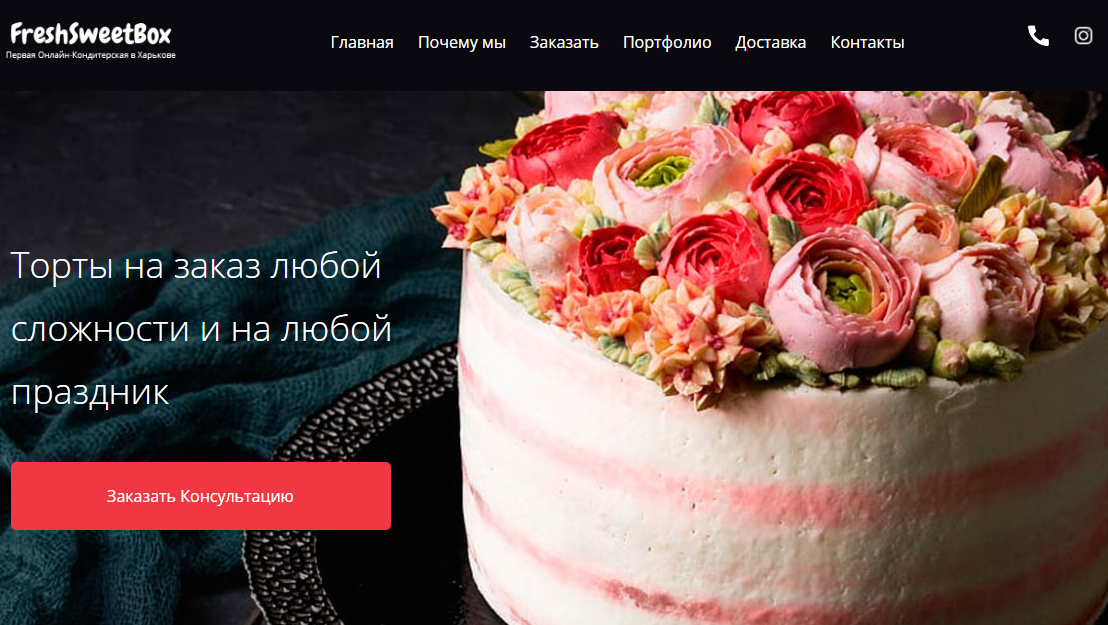 FreshSweetBox
Первая Онлайн-Кондитерская в Харькове
Главная Почему мы Заказать Портфолио Доставка Контакты
Торты на заказ любой
сложности и на любой
праздник
Заказать Консультацию